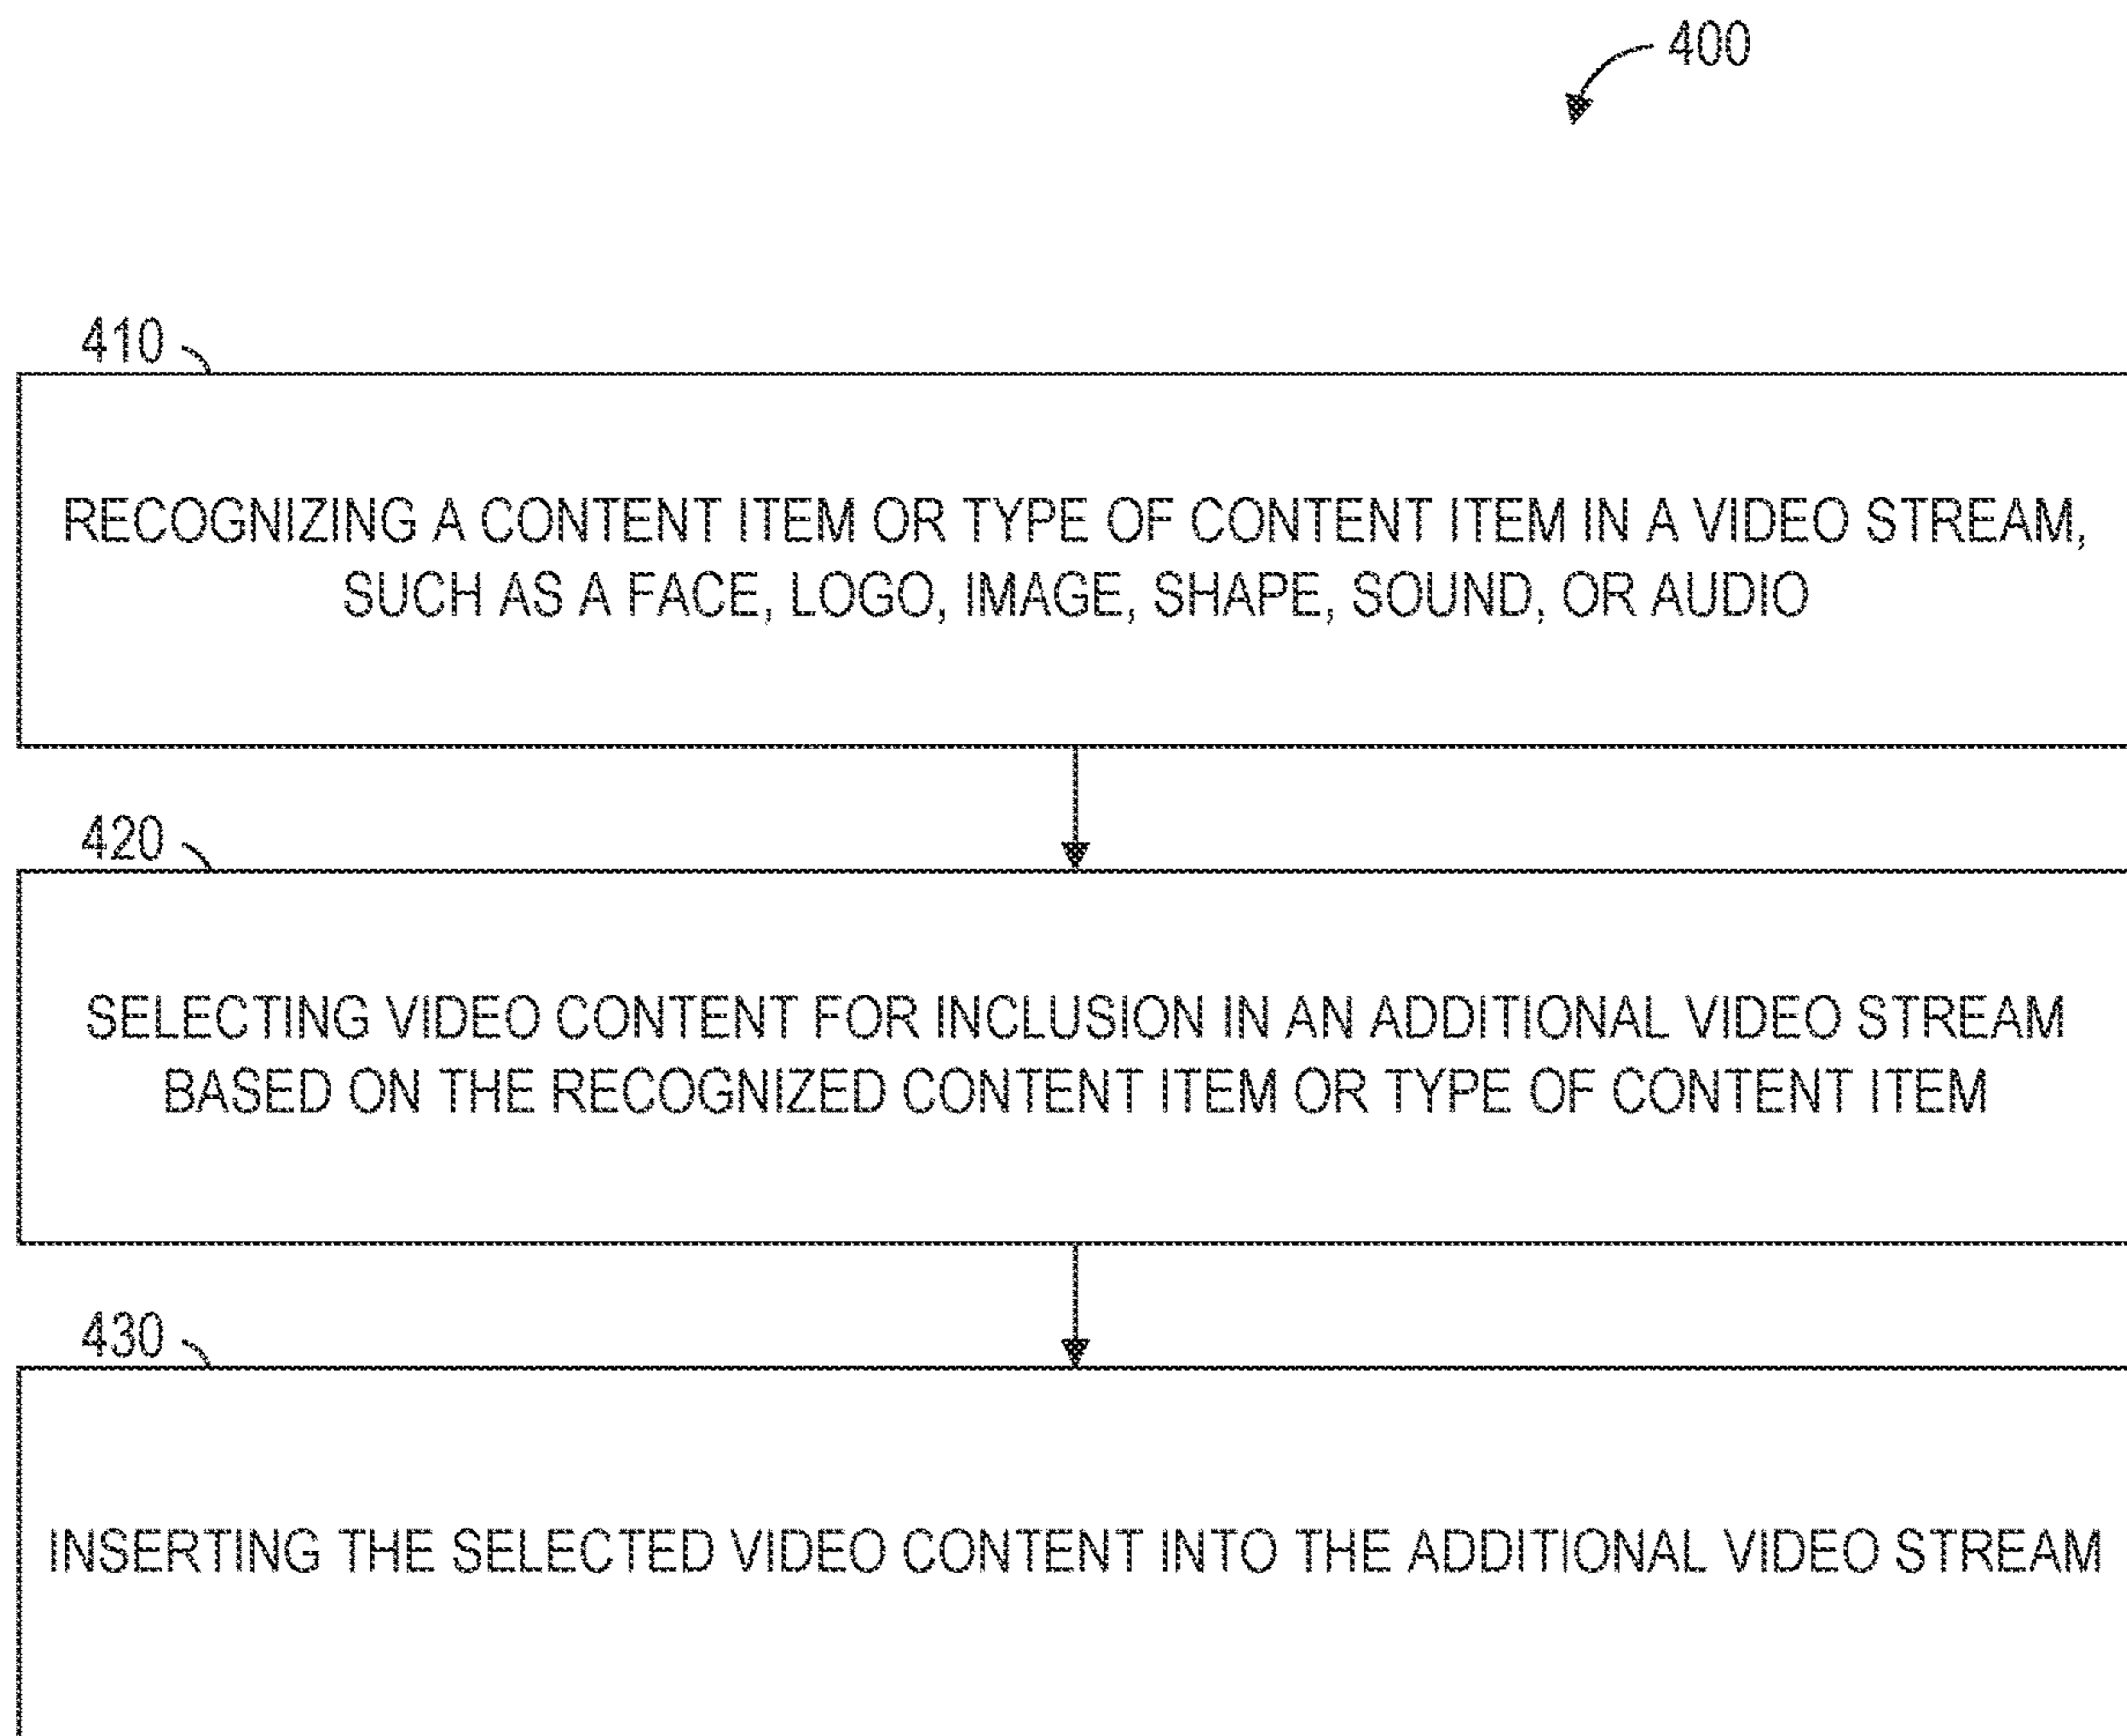 400
410
RECOGNIZING A CONTENT ITEM OR TYPE OF CONTENT ITEM IN A VIDEO STREAM,
SUCH AS A FACE, LOGO, IMAGE, SHAPE, SOUND, OR AUDIO
420
SELECTING VIDEO CONTENT FOR INCLUSION IN AN ADDITIONAL VIDEO STREAM
BASED ON THE RECOGNIZED CONTENT ITEM OR TYPE OF CONTENT ITEM
430
INSERTING THE SELECTED VIDEO CONTENT INTO THE ADDITIONAL VIDEO STREAM